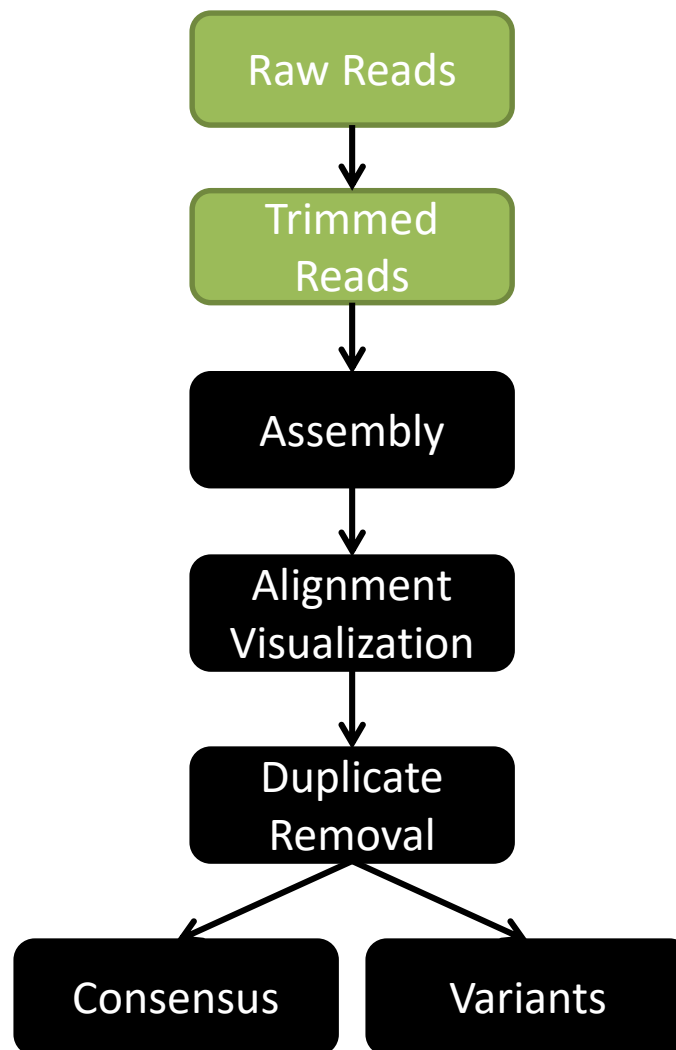 Raw Reads
Trimmed
Reads
Assembly
Alignment
Visualization
Duplicate
Removal
Consensus
Variants